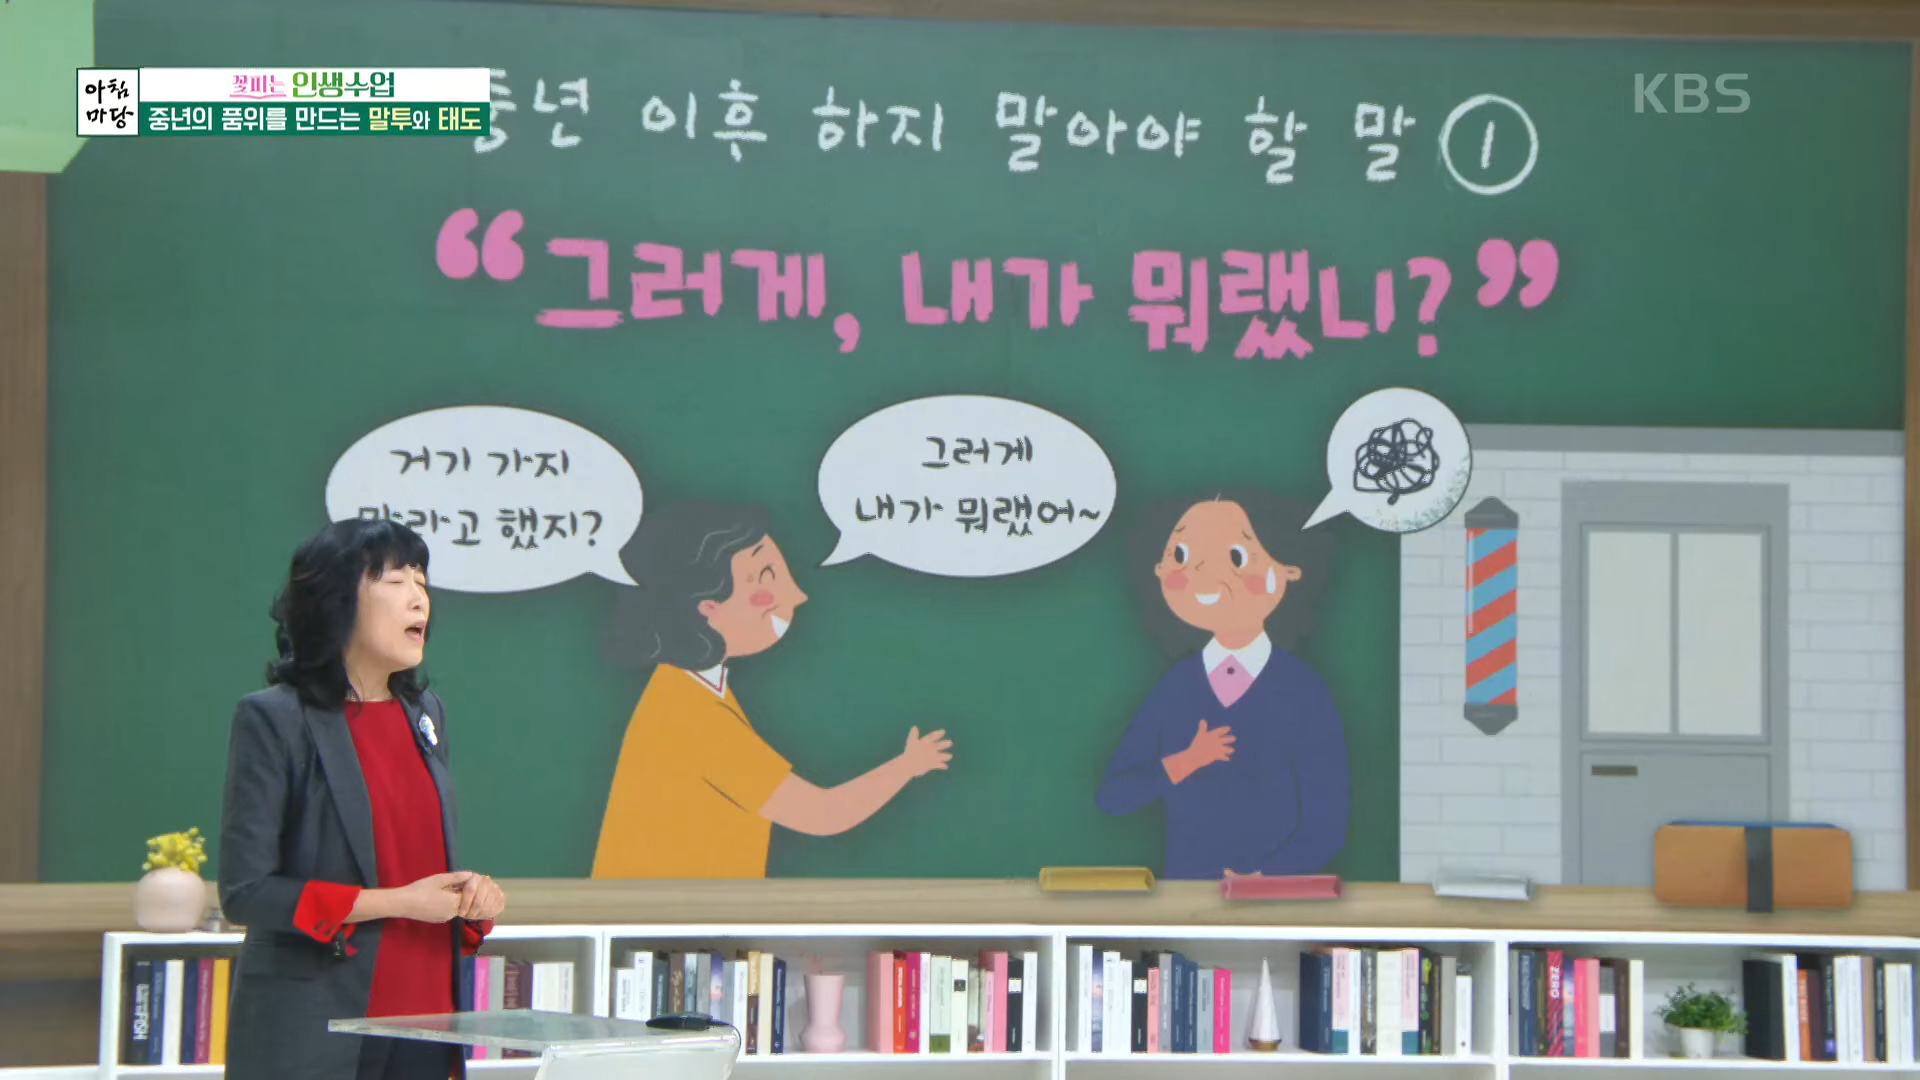 아침
마당
꽃피는 인생수업
중년의 품위를 만드는 말투와 태도
KBS
중년 이후 하지 말아야 할 말 ①
“그러게, 내가 뭐랬니?”
거기 가지
말라고 했지?
그러게
내가 뭐랬어~
ZERO